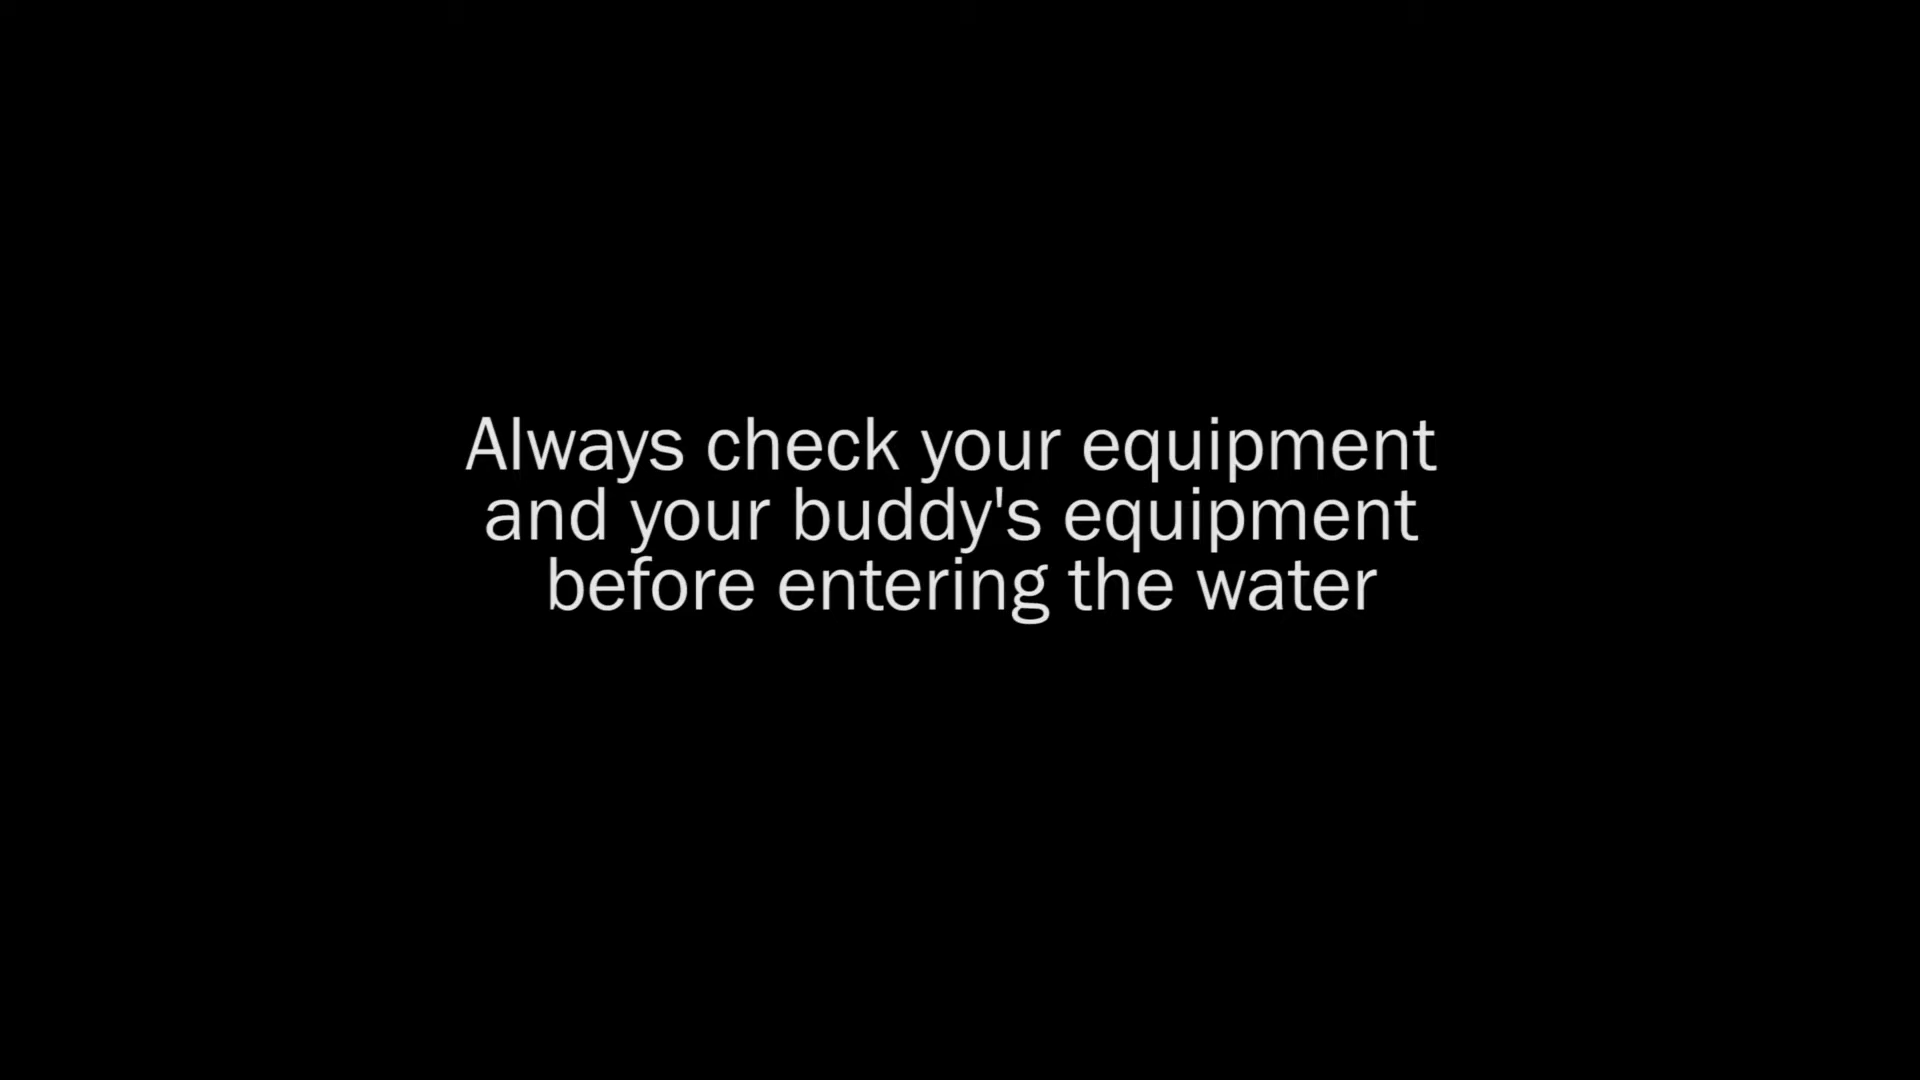 Always check your equipment
and your buddy's equipment
before entering the water